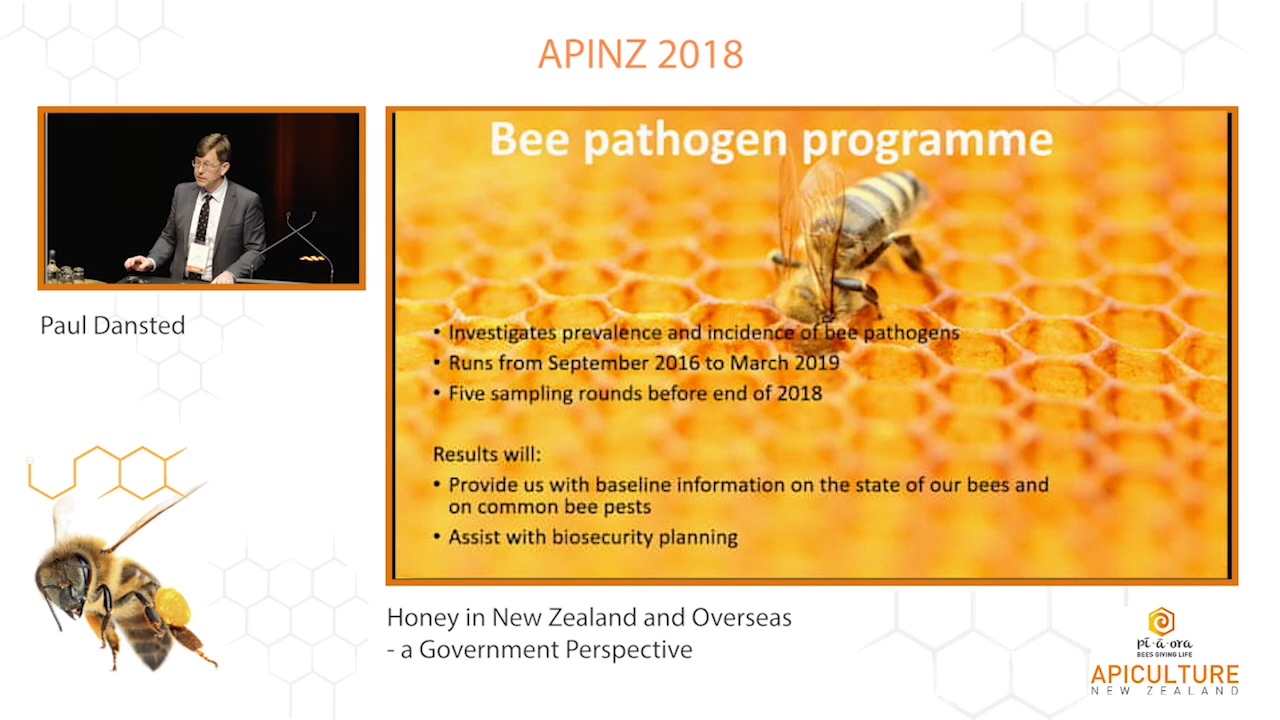 APINZ 2018
Bee pathogen programme
• Investigates prevalence and incidence of bee pathogens
• Runs from September 2016 to March 2019
• Five sampling rounds before end of 2018
Results will:
• Provide us with baseline information on the state of our bees and
on common bee pests
• Assist with biosecurity planning
Paul Dansted
Honey in New Zealand and Overseas
- a Government Perspective
pī-ā-ora
BEES GIVING LIFE
APICULTURE
NEW ZEALAND